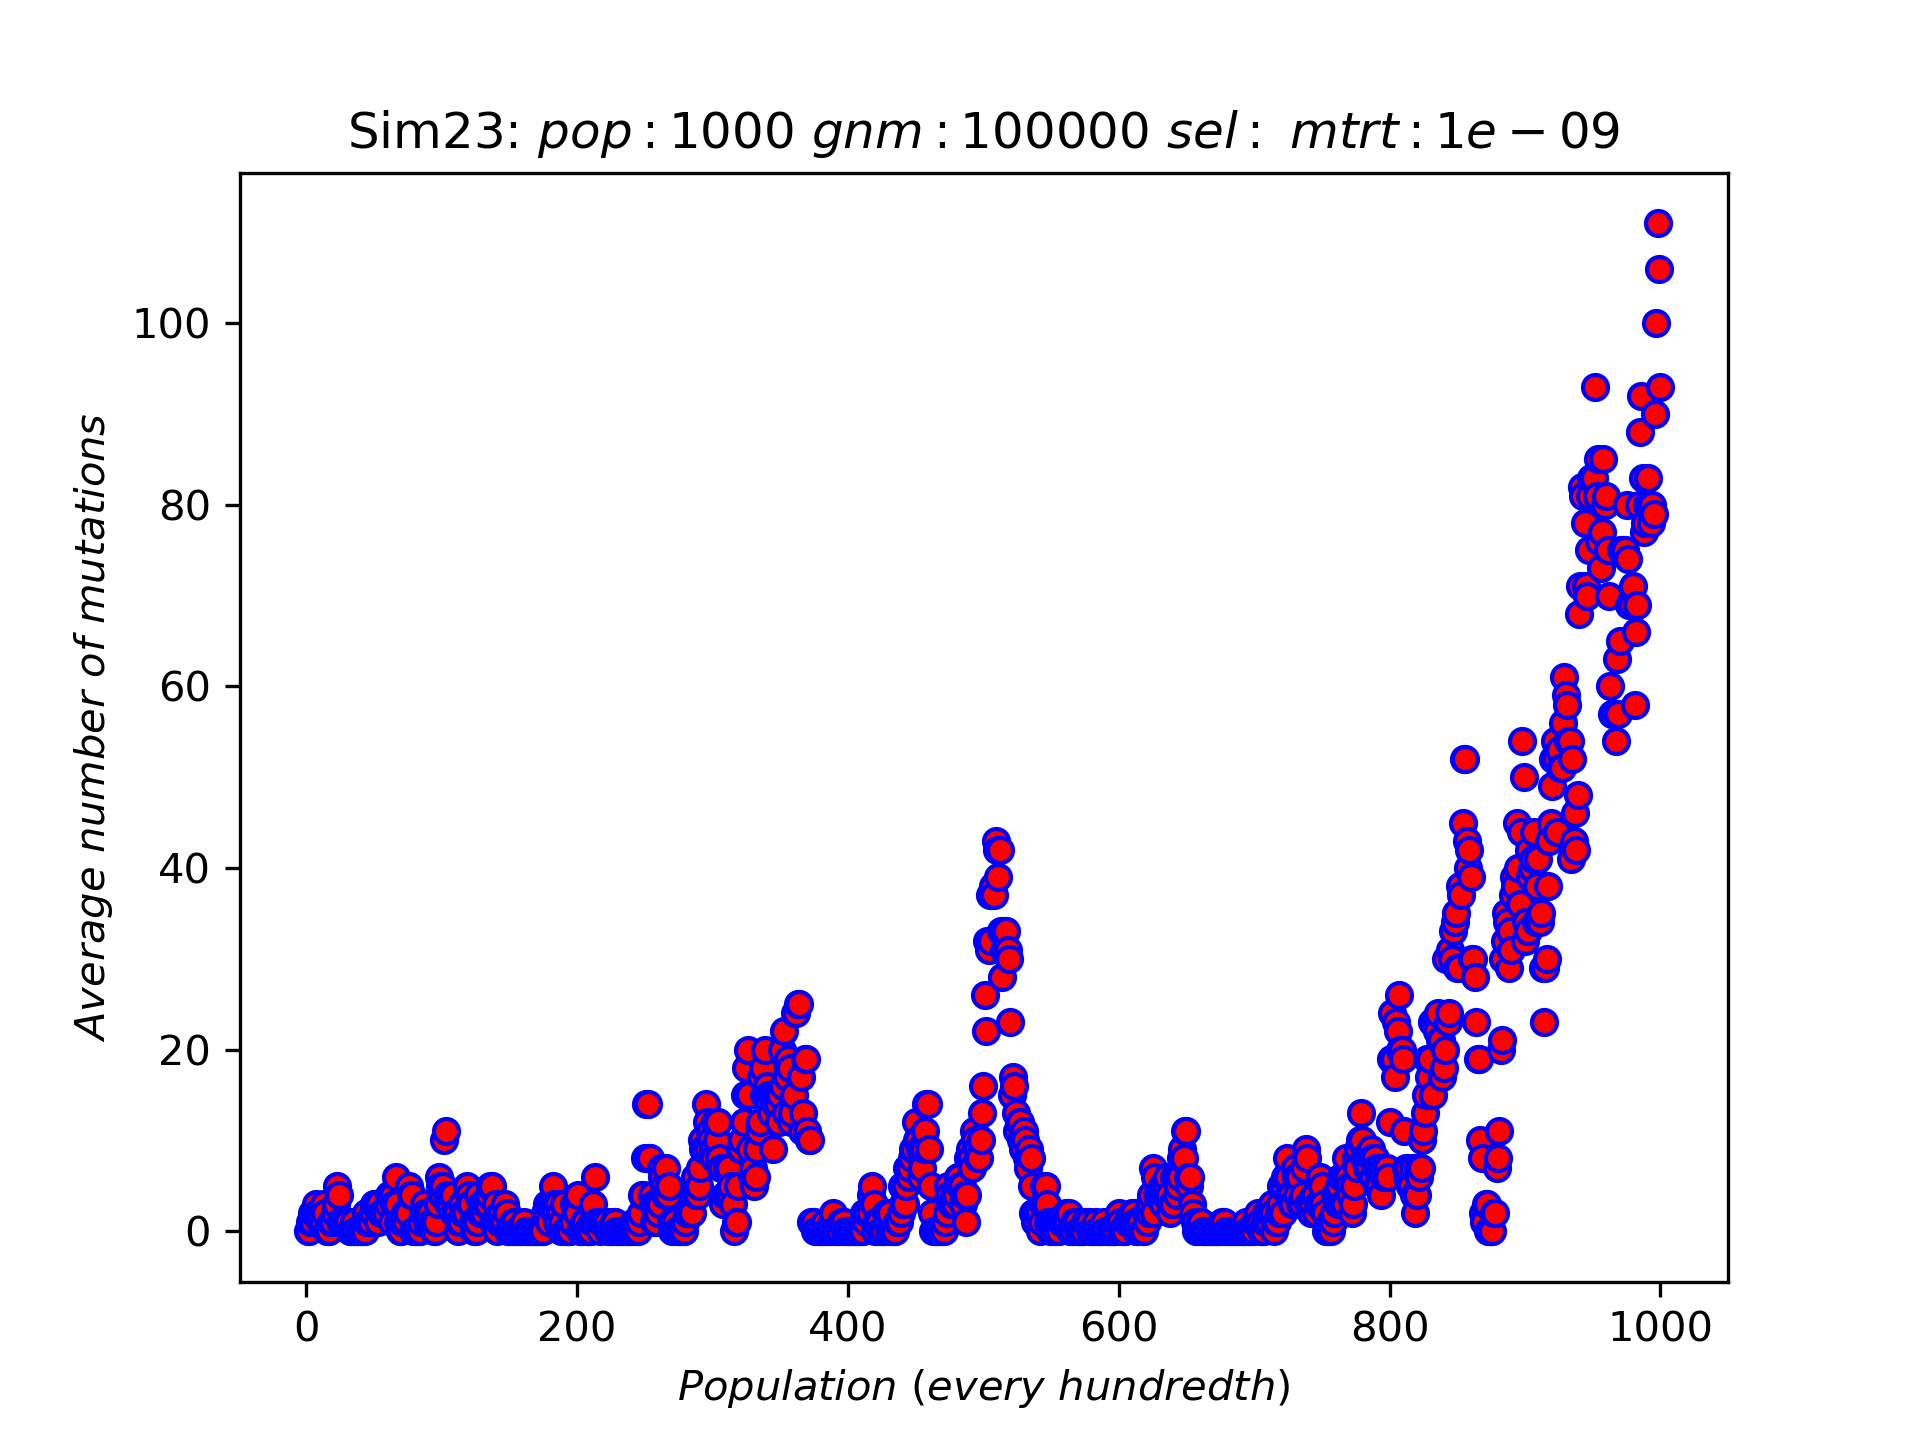 Sim23: pop : 1000 gnm : 100000 sel : mtrt : 1e − 09
Average number of mutations
100
80
60
40
20
0
0 200 400 600 800 1000
Population (every hundredth)